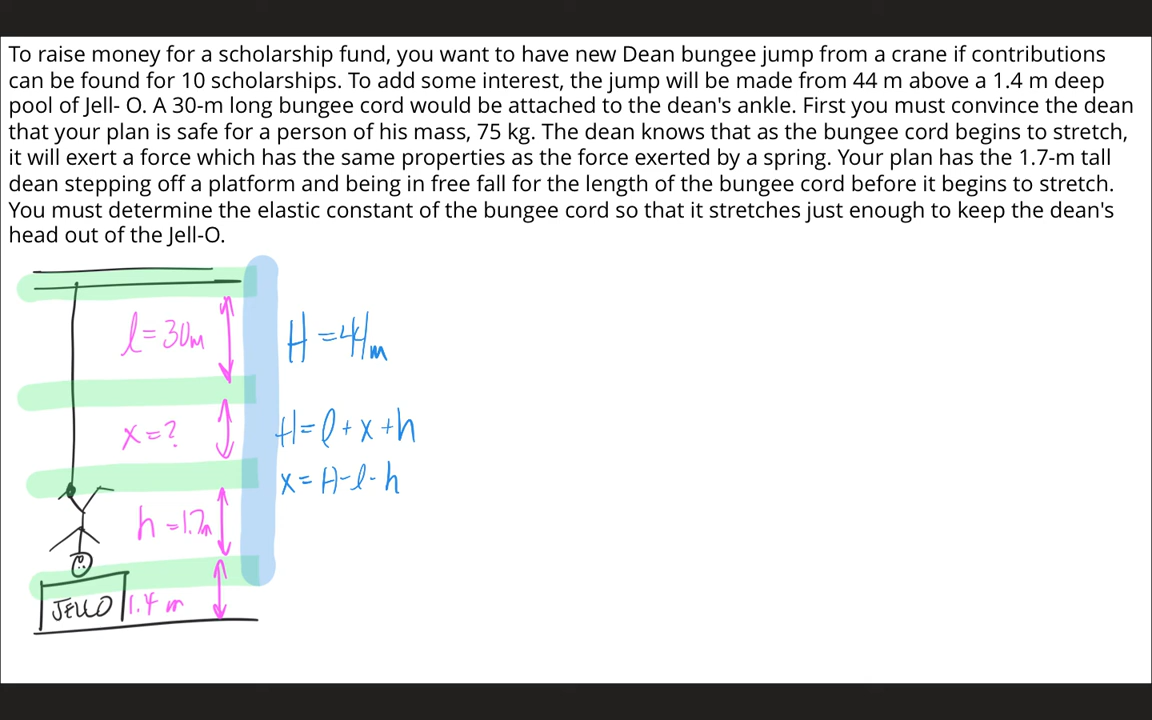 To raise money for a scholarship fund, you want to have new Dean bungee jump from a crane if contributions
can be found for 10 scholarships. To add some interest, the jump will be made from 44 m above a 1.4 m deep
pool of Jell- O. A 30-m long bungee cord would be attached to the dean's ankle. First you must convince the dean
that your plan is safe for a person of his mass, 75 kg. The dean knows that as the bungee cord begins to stretch,
it will exert a force which has the same properties as the force exerted by a spring. Your plan has the 1.7-m tall
dean stepping off a platform and being in free fall for the length of the bungee cord before it begins to stretch.
You must determine the elastic constant of the bungee cord so that it stretches just enough to keep the dean's
head out of the Jell-O.
l = 30m
H = 44m
x = ?
H = l + x + h
x = H - l - h
h = 1.7m
JELLO
1.4 m